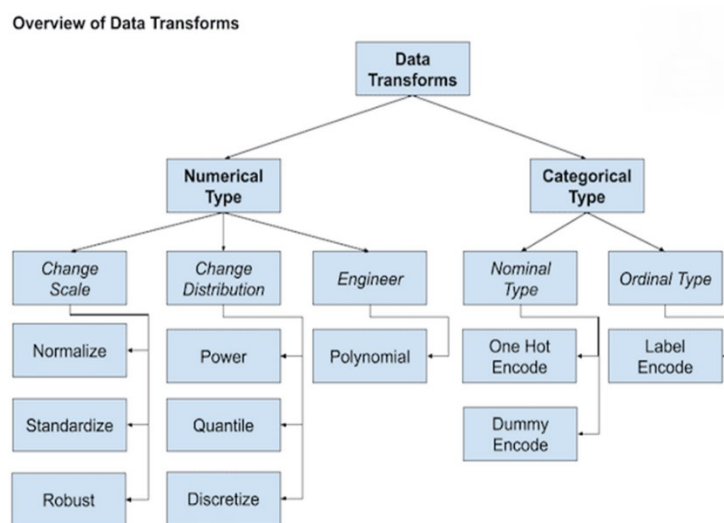 Overview of Data Transforms
Data
Transforms
Numerical
Type
Categorical
Type
Change
Scale
Change
Distribution
Engineer
Nominal
Type
Ordinal Type
Normalize
Power
Polynomial
One Hot
Encode
Label
Encode
Standardize
Quantile
Dummy
Encode
Robust
Discretize